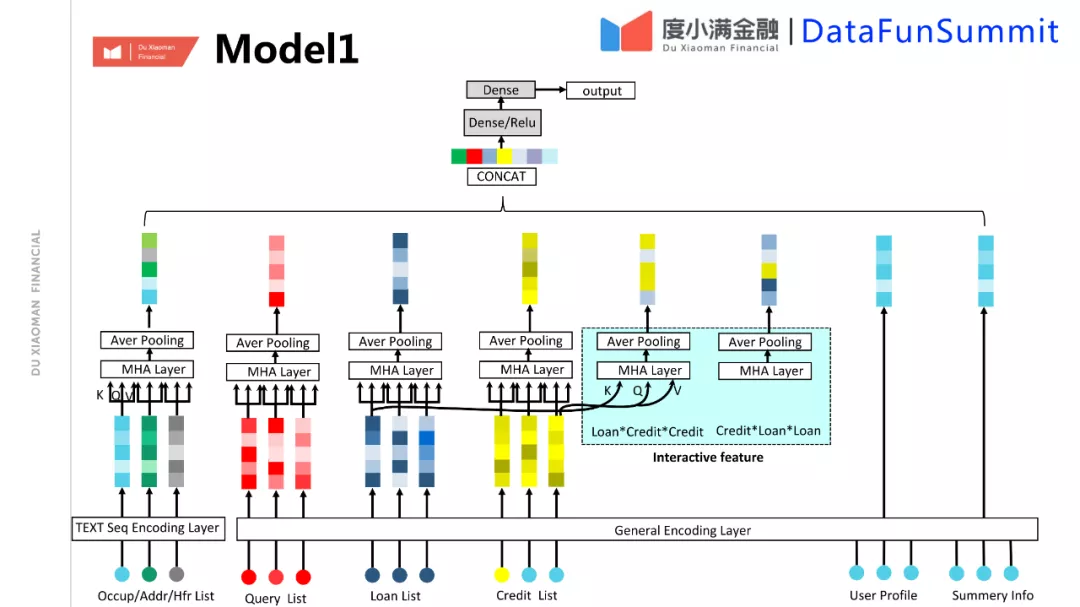 Du Xiaoman
Financial
Model1
度小满金融
Du Xiaoman Financial
DataFunSummit
Dense
output
Dense/Relu
CONCAT
DU XIAOMAN FINANCIAL
Aver Pooling
Aver Pooling
Aver Pooling
Aver Pooling
Aver Pooling
Aver Pooling
MHA Layer
MHA Layer
MHA Layer
MHA Layer
MHA Layer
MHA Layer
K Q V
K Q V
Loan*Credit*Credit
Credit*Loan*Loan
Interactive feature
TEXT Seq Encoding Layer
General Encoding Layer
Occup/Addr/Hfr List
Query List
Loan List
Credit List
User Profile
Summery Info